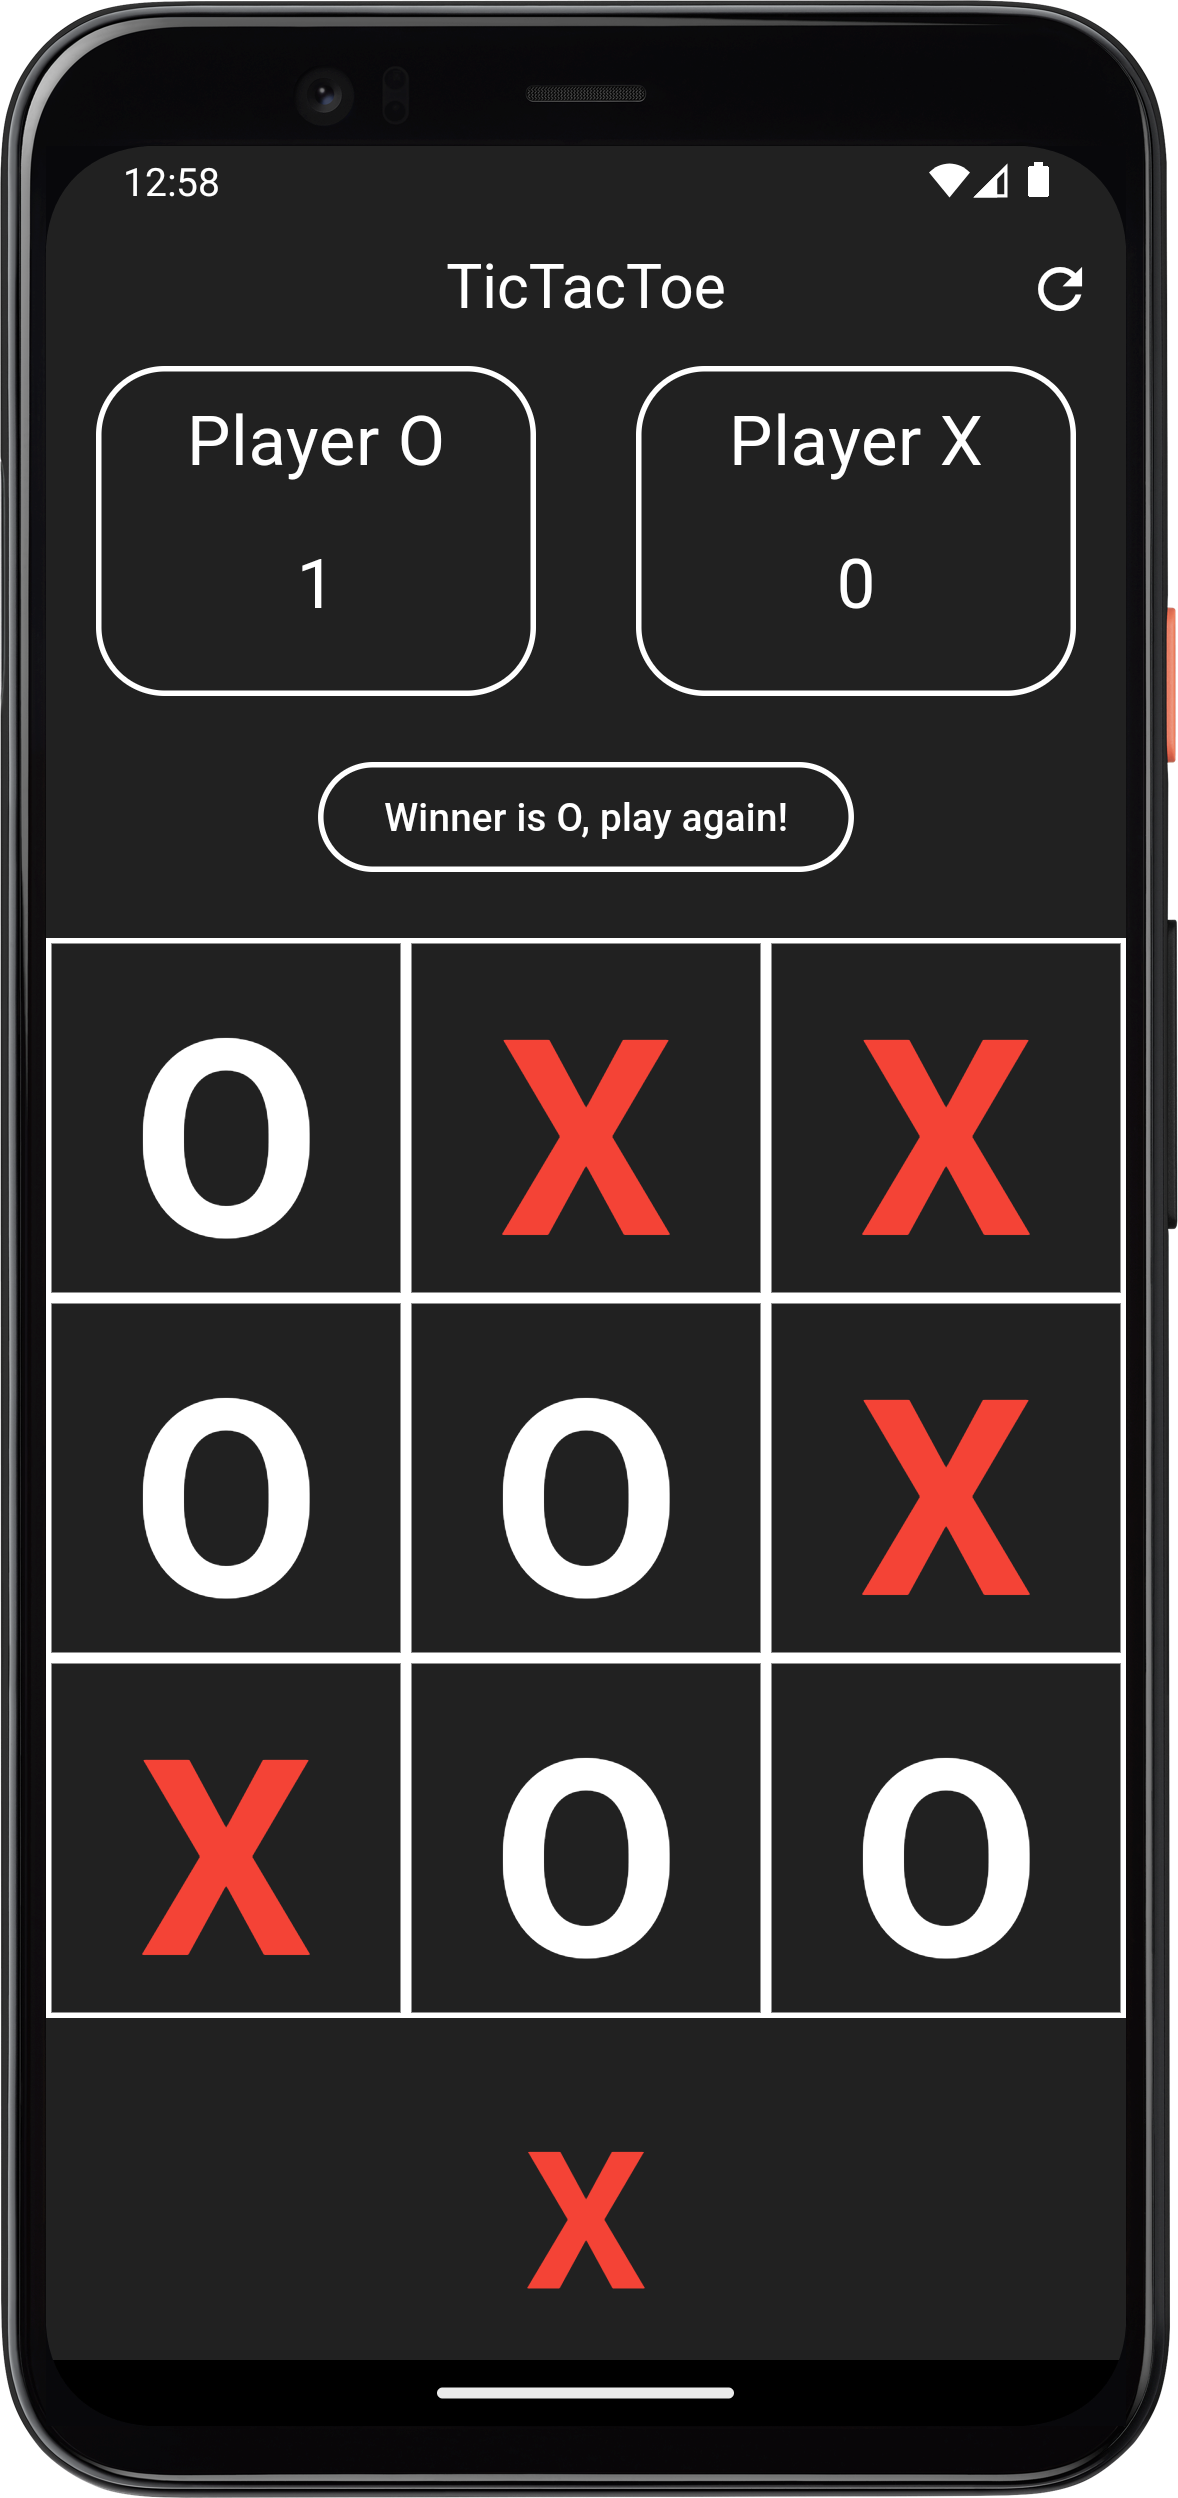 12:58
TicTacToe
Player O
Player X
1
0
Winner is O, play again!
O X X
O O X
X O O
X